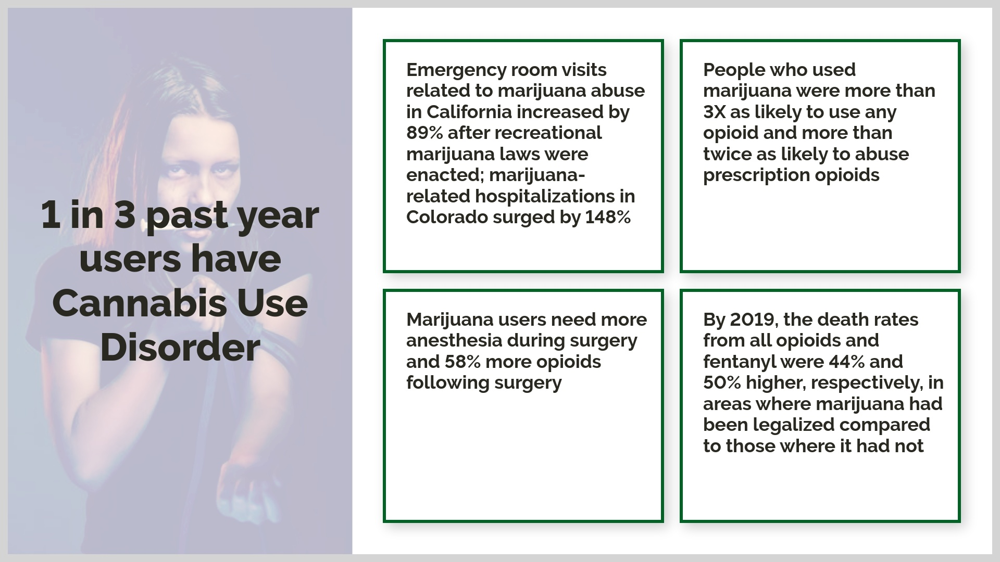 1 in 3 past year
users have
Cannabis Use
Disorder
Emergency room visits
related to marijuana abuse
in California increased by
89% after recreational
marijuana laws were
enacted; marijuana-
related hospitalizations in
Colorado surged by 148%
People who used
marijuana were more than
3X as likely to use any
opioid and more than
twice as likely to abuse
prescription opioids
Marijuana users need more
anesthesia during surgery
and 58% more opioids
following surgery
By 2019, the death rates
from all opioids and
fentanyl were 44% and
50% higher, respectively, in
areas where marijuana had
been legalized compared
to those where it had not